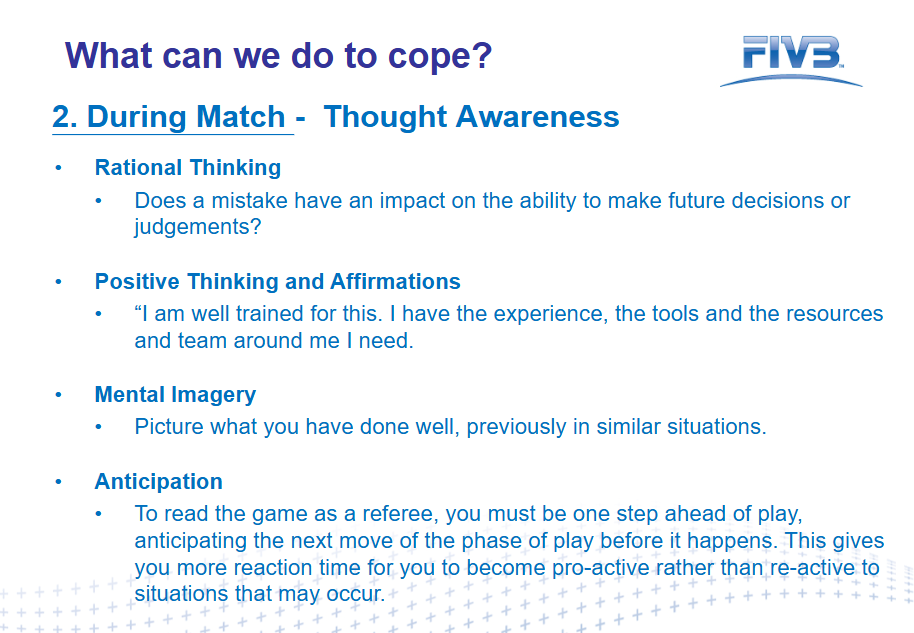 What can we do to cope?
FIVB™
2. During Match - Thought Awareness
• Rational Thinking
• Does a mistake have an impact on the ability to make future decisions or
judgements?
• Positive Thinking and Affirmations
• “I am well trained for this. I have the experience, the tools and the resources
and team around me I need.
• Mental Imagery
• Picture what you have done well, previously in similar situations.
• Anticipation
• To read the game as a referee, you must be one step ahead of play,
anticipating the next move of the phase of play before it happens. This gives
you more reaction time for you to become pro-active rather than re-active to
situations that may occur.